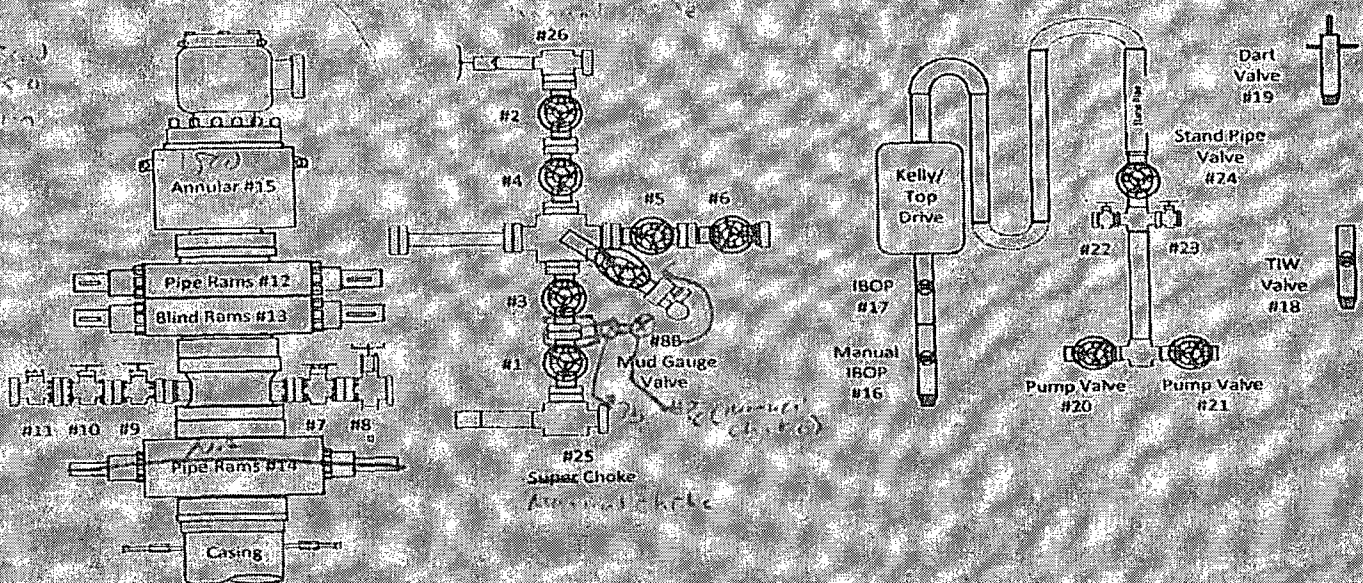 #26
#2
#4
#5
#6
#3
#8B
Mud Gauge
Valve
#1
#25
Super Choke
choke
Annular #15
Pipe Rams #12
Blind Rams #13
#11
#10
#9
#7
#8
Pipe Rams #14
Casing
Kelly/
Top
Drive
IBOP
#17
Manual
IBOP
#16
Stand Pipe
Valve
#24
#22
#23
Pump Valve
#20
Pump Valve
#21
Dart
Valve
#19
TIW
Valve
#18